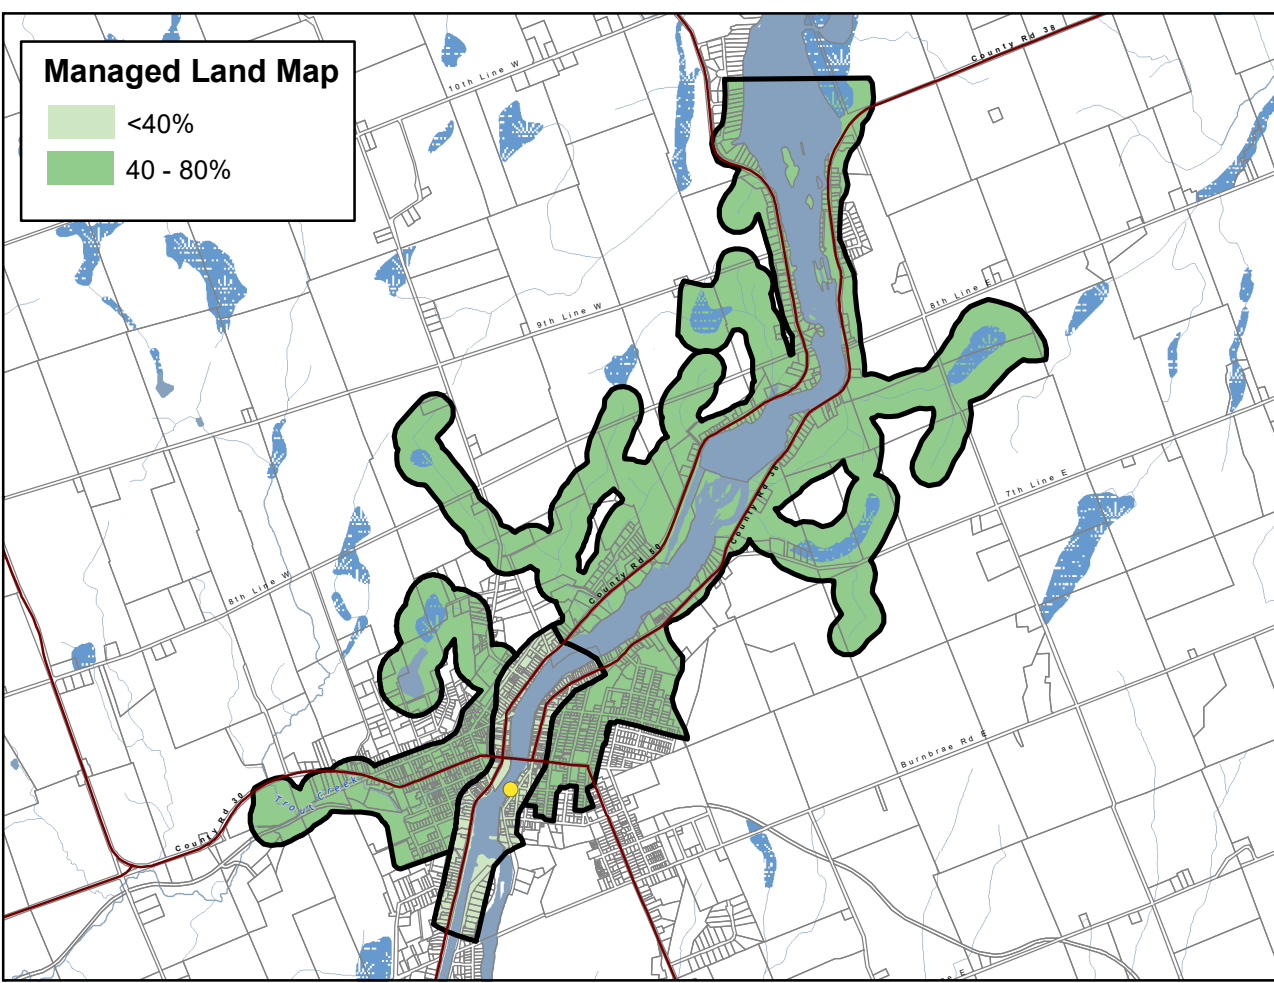 Managed Land Map
<40%
40 - 80%
10th Line W
County Rd 38
9th Line W
8th Line E
7th Line E
County Rd 38
County Rd 50
8th Line W
Burnbrae Rd E
Trout Creek
County Rd 30
e E